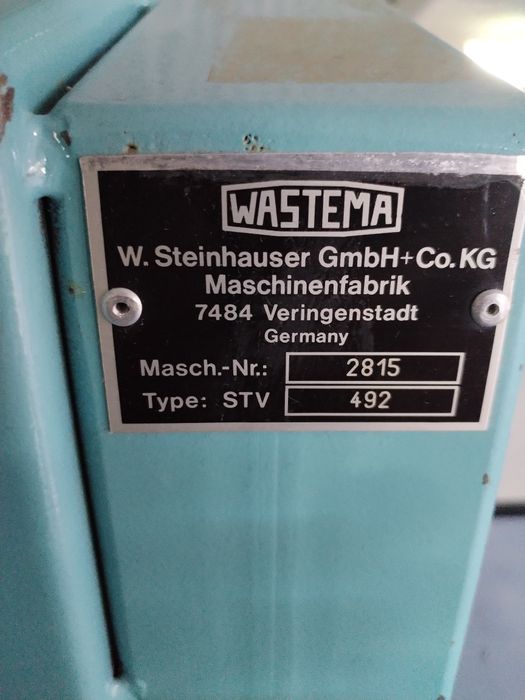 WASTEMA
W. Steinhauser GmbH+Co. KG
Maschinenfabrik
7484 Veringenstadt
Germany
Masch.-Nr.: 2815
Type: STV 492